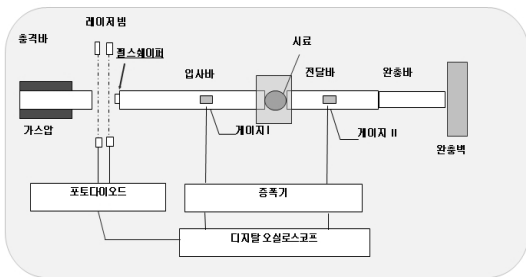 레이저빔
충격바
펄스쉐이퍼
시료
입사바
전달바
완충바
게이지 I
게이지 II
가스압
완충벽
포토다이오드
증폭기
디지탈 오실로스코프